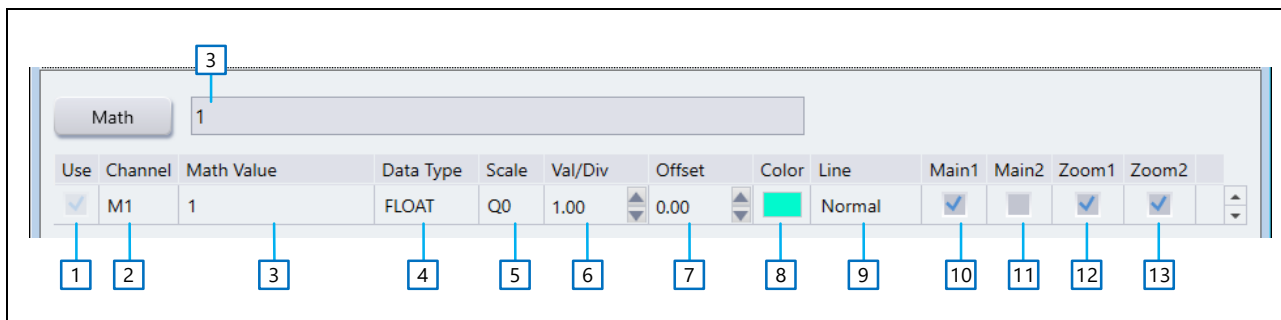 3
Math 1
Use Channel Math Value Data Type Scale Val/Div Offset Color Line Main1 Main2 Zoom1 Zoom2
M1 1 FLOAT Q0 1.00 0.00 Normal
1 2 3 4 5 6 7 8 9 10 11 12 13